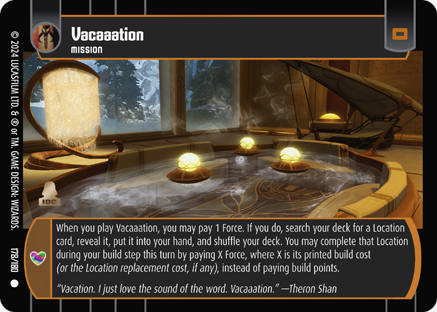 Vacaaation
MISSION
When you play Vacaaation, you may pay 1 Force. If you do, search your deck for a Location
card, reveal it, put it into your hand, and shuffle your deck. You may complete that Location
during your build step this turn by paying X Force, where X is its printed build cost
(or the Location replacement cost, if any), instead of paying build points.
"Vacation. I just love the sound of the word. Vacaaation." —Theron Shan
© 2024 LUCASFILM LTD. & ® or TM. GAME DESIGN: WIZARDS.